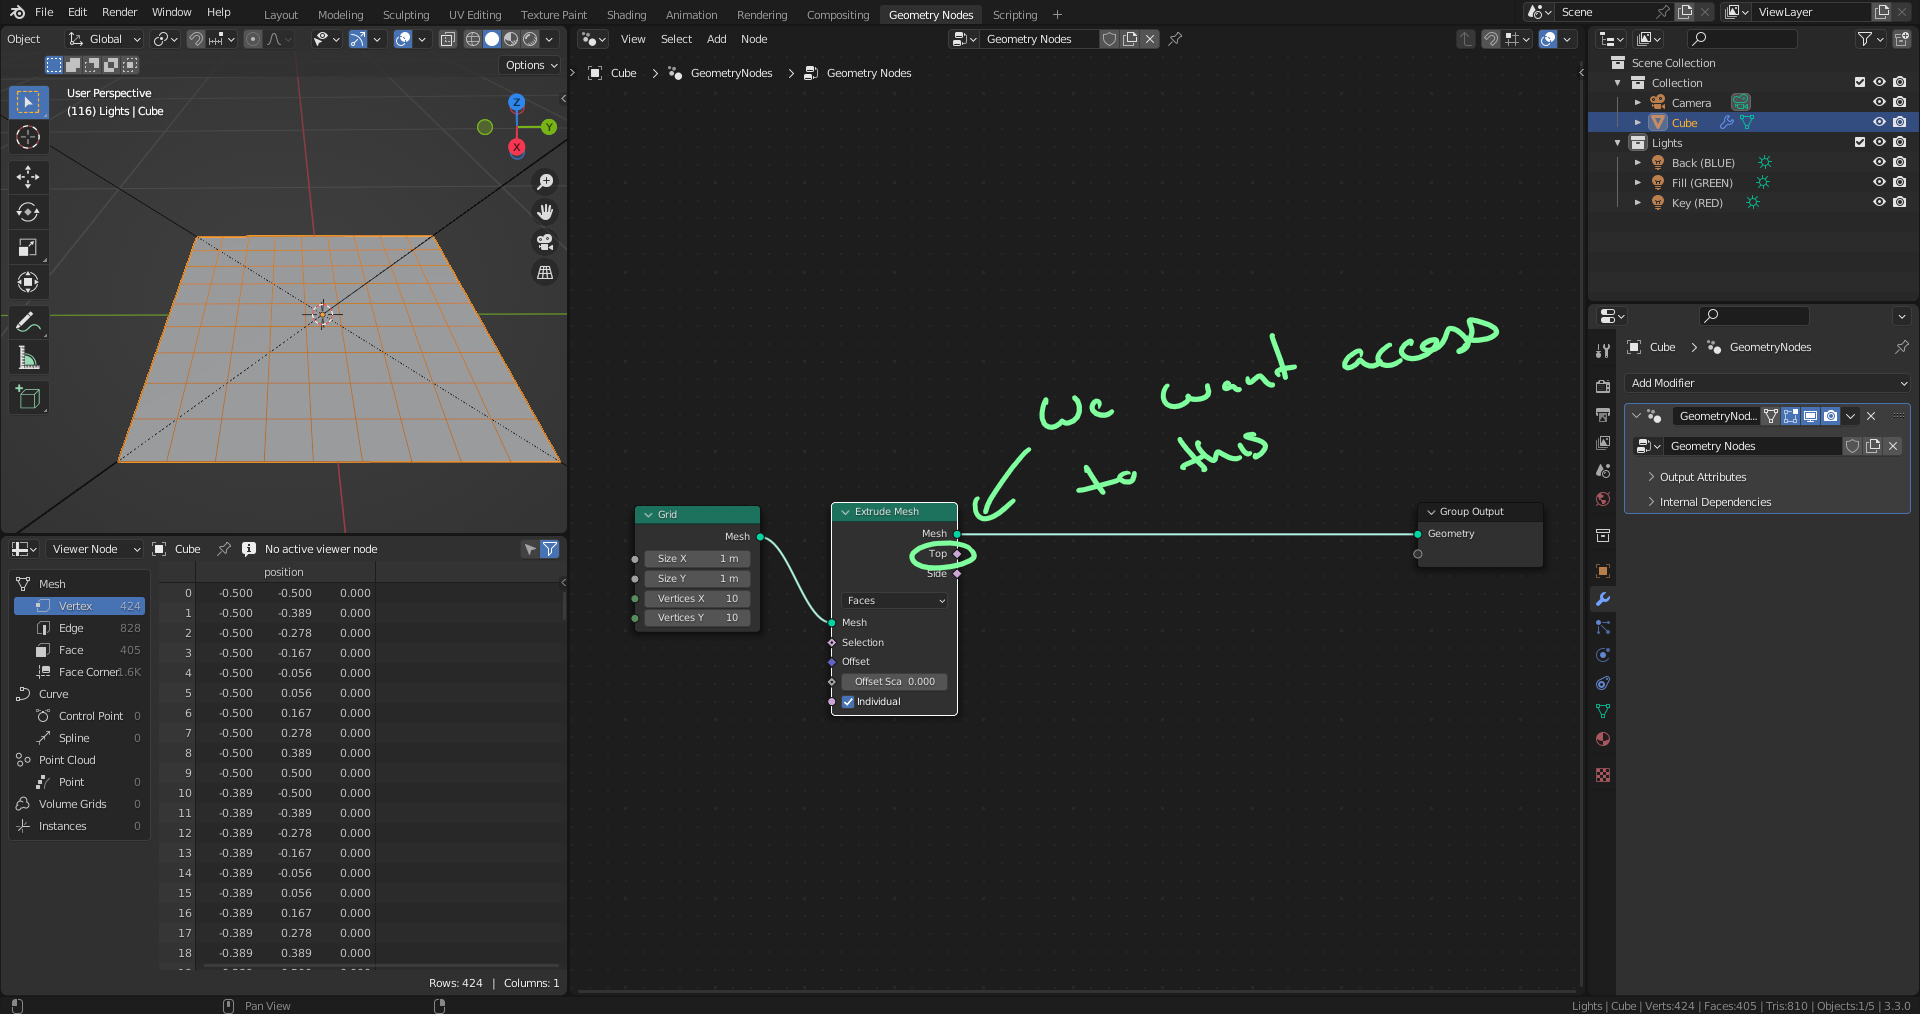 File Edit Render Window Help Layout Modeling Sculpting UV Editing Texture Paint Shading Animation Rendering Compositing Geometry Nodes Scripting + Scene ViewLayer
Object Global
Options
User Perspective
(116) Lights | Cube
Z
Y
X
View Select Add Node Geometry Nodes
Cube > GeometryNodes > Geometry Nodes
We want access
to this
Grid
Mesh
Size X 1 m
Size Y 1 m
Vertices X 10
Vertices Y 10
Extrude Mesh
Mesh
Top
Side
Faces
Mesh
Selection
Offset
Offset Sca 0.000
Individual
Group Output
Geometry
Scene Collection
Collection
Camera
Cube
Lights
Back (BLUE)
Fill (GREEN)
Key (RED)
Cube > GeometryNodes
Add Modifier
GeometryNod...
Geometry Nodes
Output Attributes
Internal Dependencies
Viewer Node Cube No active viewer node
Mesh
Vertex 424
Edge 828
Face 405
Face Corner 1.6K
Curve
Control Point 0
Spline 0
Point Cloud
Point 0
Volume Grids 0
Instances 0
position
0 -0.500 -0.500 0.000
1 -0.500 -0.389 0.000
2 -0.500 -0.278 0.000
3 -0.500 -0.167 0.000
4 -0.500 -0.056 0.000
5 -0.500 0.056 0.000
6 -0.500 0.167 0.000
7 -0.500 0.278 0.000
8 -0.500 0.389 0.000
9 -0.500 0.500 0.000
10 -0.389 -0.500 0.000
11 -0.389 -0.389 0.000
12 -0.389 -0.278 0.000
13 -0.389 -0.167 0.000
14 -0.389 -0.056 0.000
15 -0.389 0.056 0.000
16 -0.389 0.167 0.000
17 -0.389 0.278 0.000
18 -0.389 0.389 0.000
Rows: 424 | Columns: 1
Pan View
Lights | Cube | Verts:424 | Faces:405 | Tris:810 | Objects:1/5 | 3.3.0